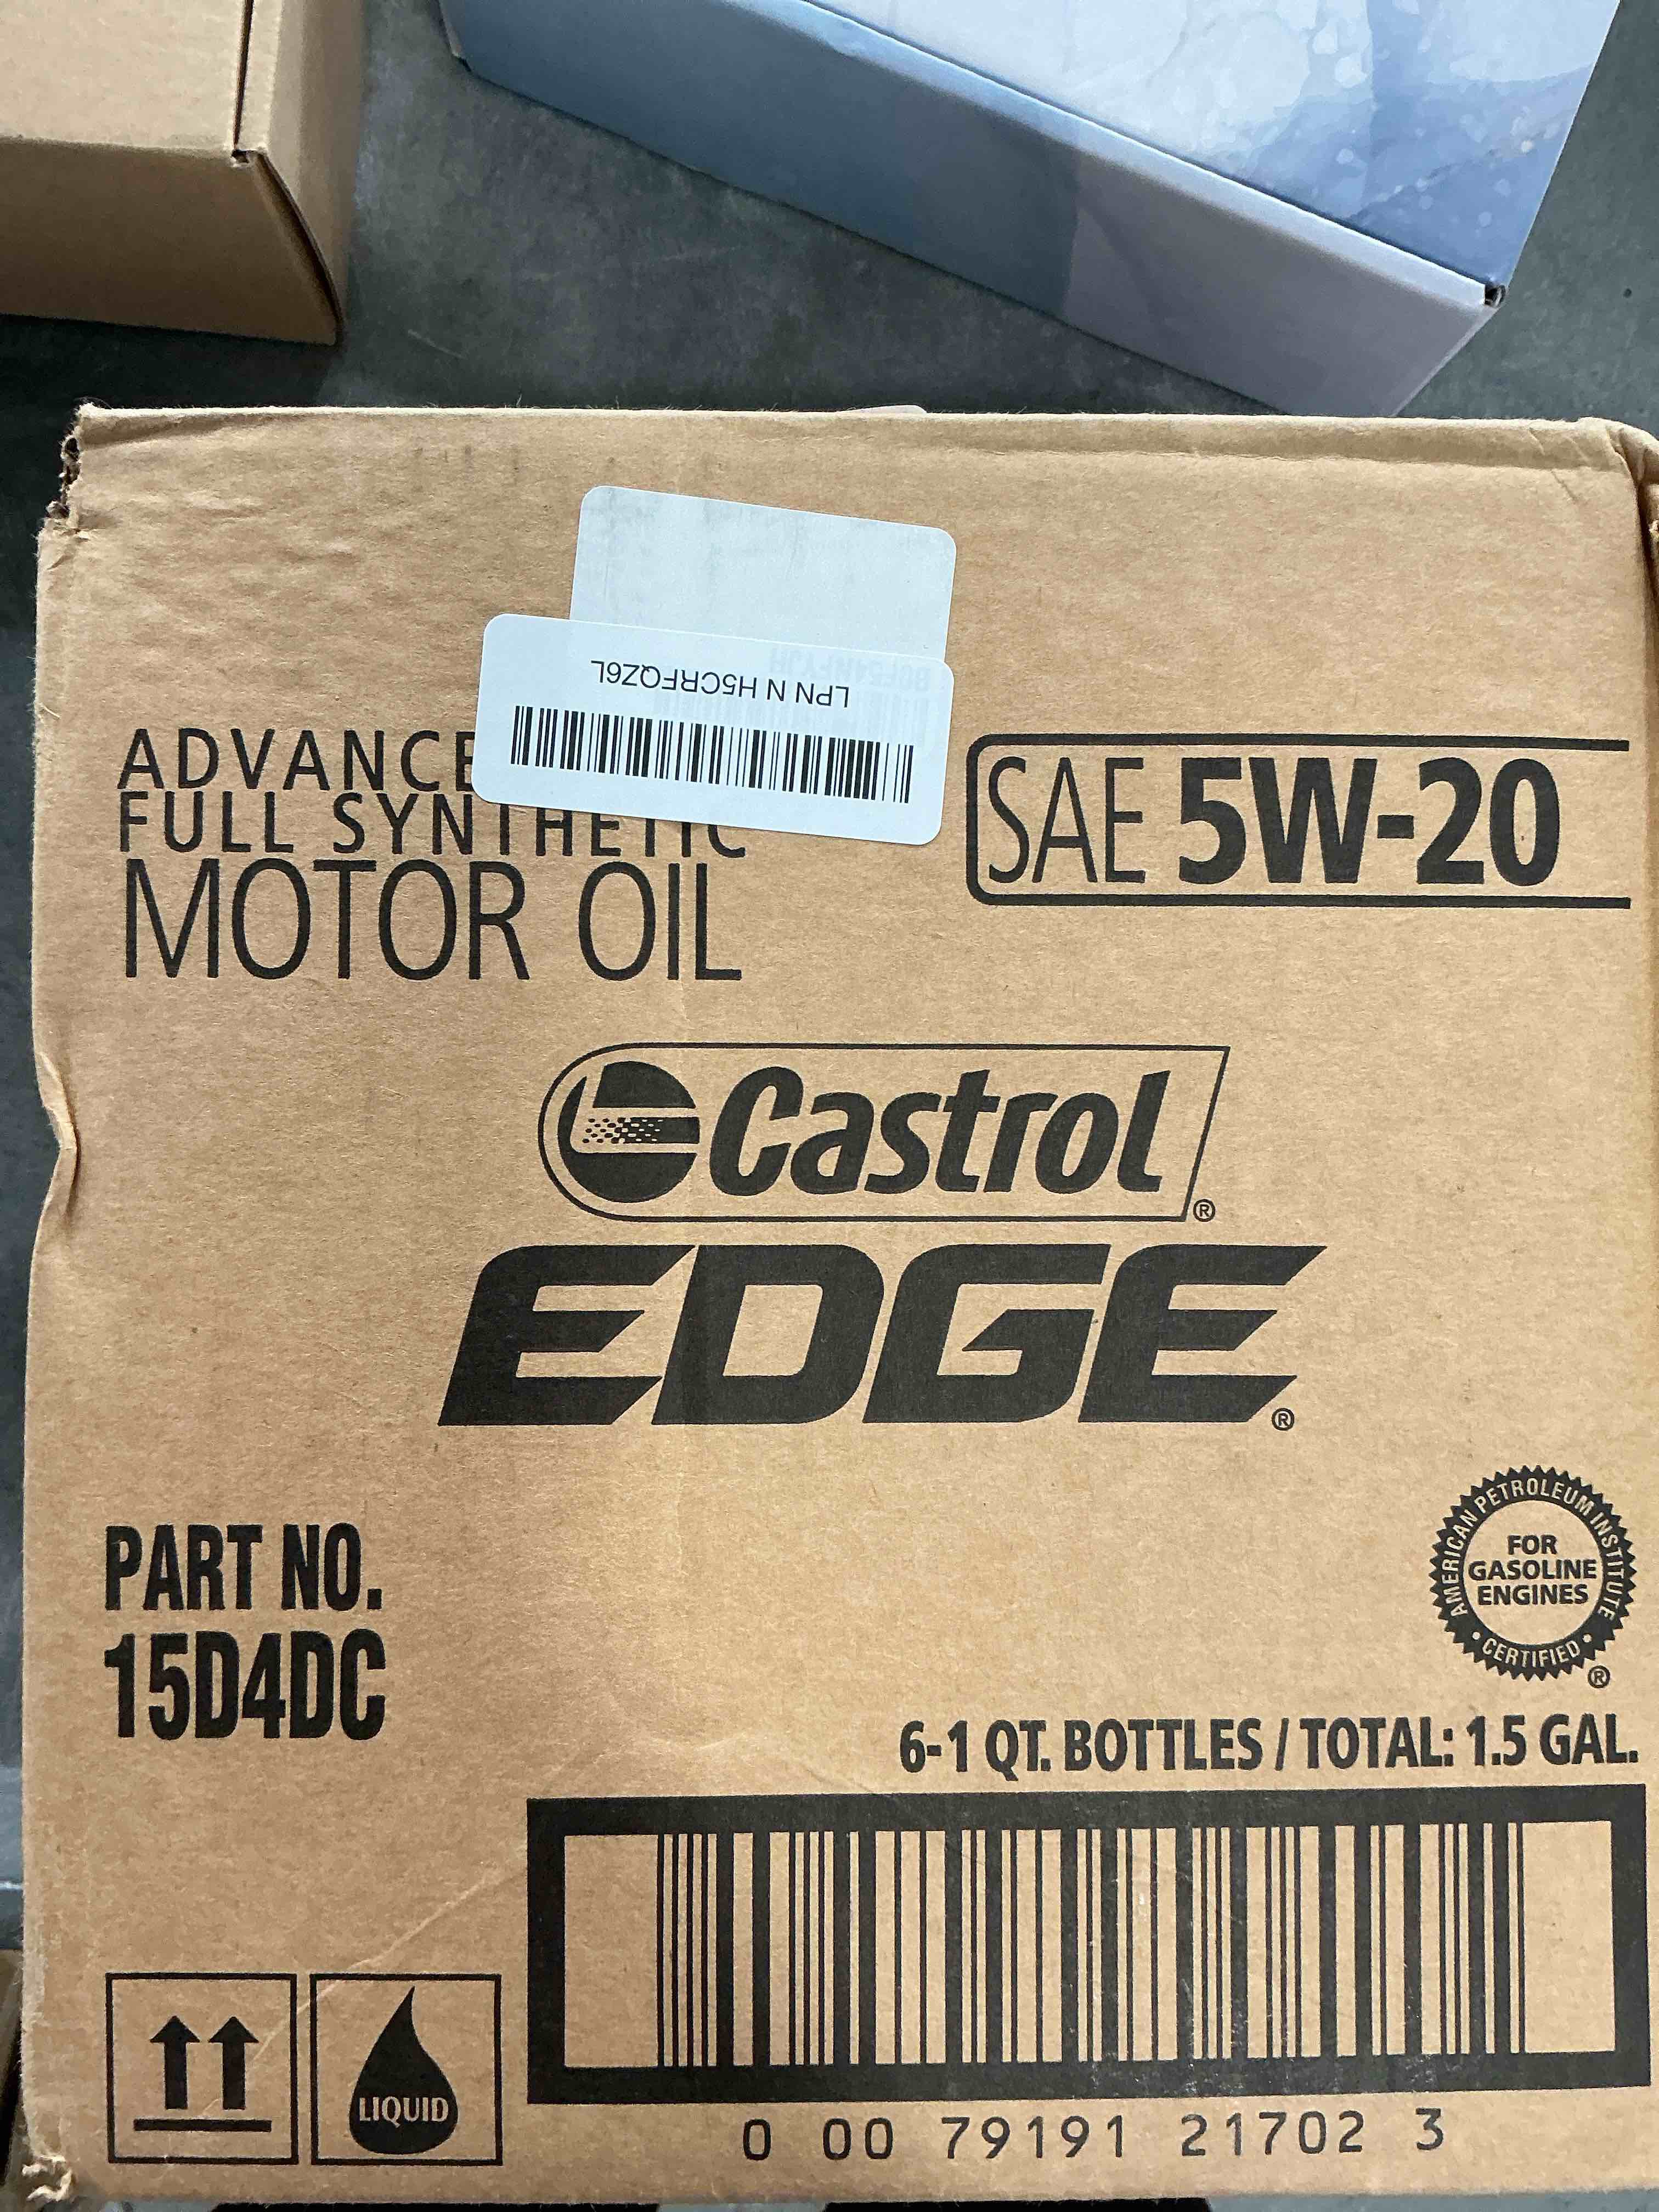 LPN N H5CRFQZ6L
ADVANCE
FULL SYNTHETIC
MOTOR OIL
SAE 5W-20
Castrol®
EDGE®
PART NO.
15D4DC
AMERICAN PETROLEUM INSTITUTE
FOR
GASOLINE
ENGINES
• CERTIFIED •
®
6-1 QT. BOTTLES / TOTAL: 1.5 GAL.
LIQUID
0 00 79191 21702 3